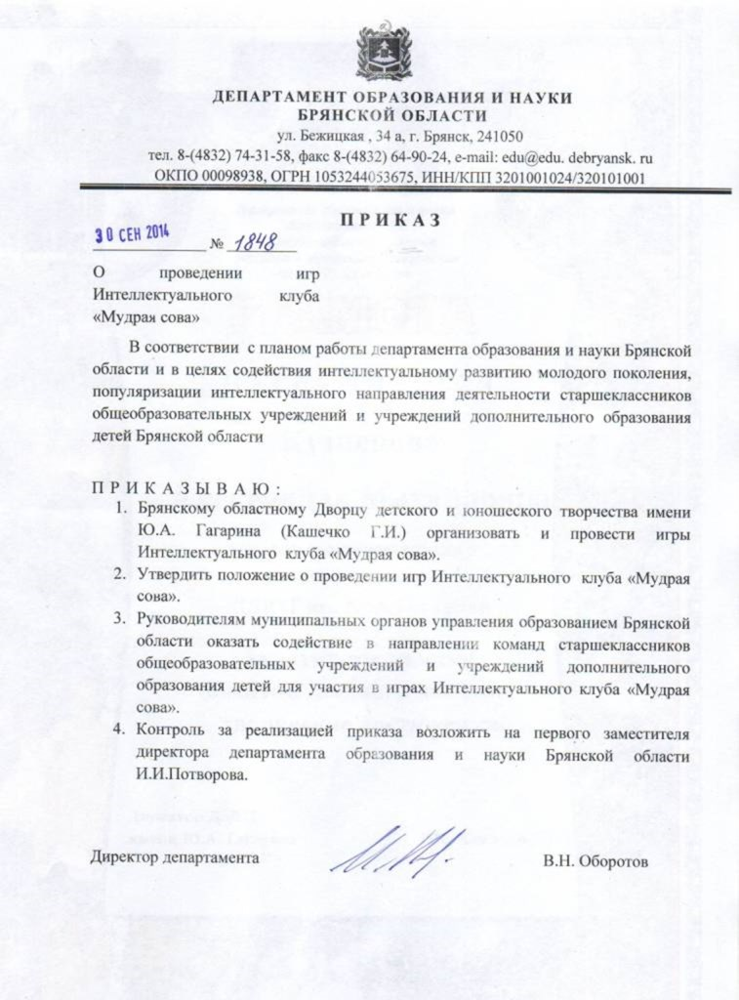 ДЕПАРТАМЕНТ ОБРАЗОВАНИЯ И НАУКИ
БРЯНСКОЙ ОБЛАСТИ
ул. Бежицкая , 34 а, г. Брянск, 241050
тел. 8-(4832) 74-31-58, факс 8-(4832) 64-90-24, e-mail: edu@edu. debryansk. ru
ОКПО 00098938, ОГРН 1053244053675, ИНН/КПП 3201001024/320101001
ПРИКАЗ
30 СЕН 2014 № 1848
О проведении игр
Интеллектуального клуба
«Мудрая сова»
В соответствии с планом работы департамента образования и науки Брянской
области и в целях содействия интеллектуальному развитию молодого поколения,
популяризации интеллектуального направления деятельности старшеклассников
общеобразовательных учреждений и учреждений дополнительного образования
детей Брянской области
ПРИКАЗЫВАЮ:
1. Брянскому областному Дворцу детского и юношеского творчества имени
Ю.А. Гагарина (Кашечко Г.И.) организовать и провести игры
Интеллектуального клуба «Мудрая сова».
2. Утвердить положение о проведении игр Интеллектуального клуба «Мудрая
сова».
3. Руководителям муниципальных органов управления образованием Брянской
области оказать содействие в направлении команд старшеклассников
общеобразовательных учреждений и учреждений дополнительного
образования детей для участия в играх Интеллектуального клуба «Мудрая
сова».
4. Контроль за реализацией приказа возложить на первого заместителя
директора департамента образования и науки Брянской области
И.И.Потворова.
Директор департамента В.Н. Оборотов